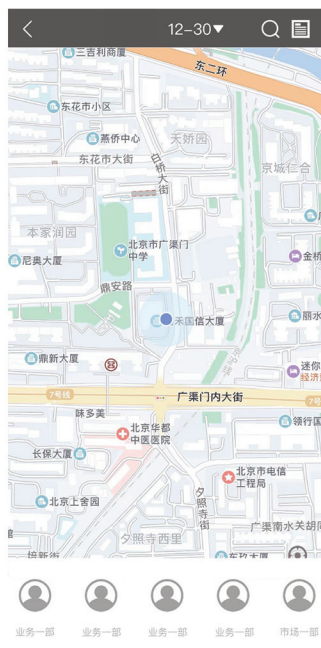 12-30▼
三吉利商厦
东二环
东花市小区
燕侨中心
天娇园
东花市大街
白桥大街
京城仁合
本家润园
北京市广渠门
中学
尼奥大厦
金桥
鼎安路
禾国信大厦
丽水
鼎新大厦
迷你
经济
7号线
7号
广渠门内大街
味多美
北京华都
中医医院
领行国
长保大厦
北京市电信
工程局
北京上舍园
夕照寺街
广渠南水关胡同
夕照寺西里
培新街
东玖大厦
业务一部
业务一部
业务一部
业务一部
市场一部